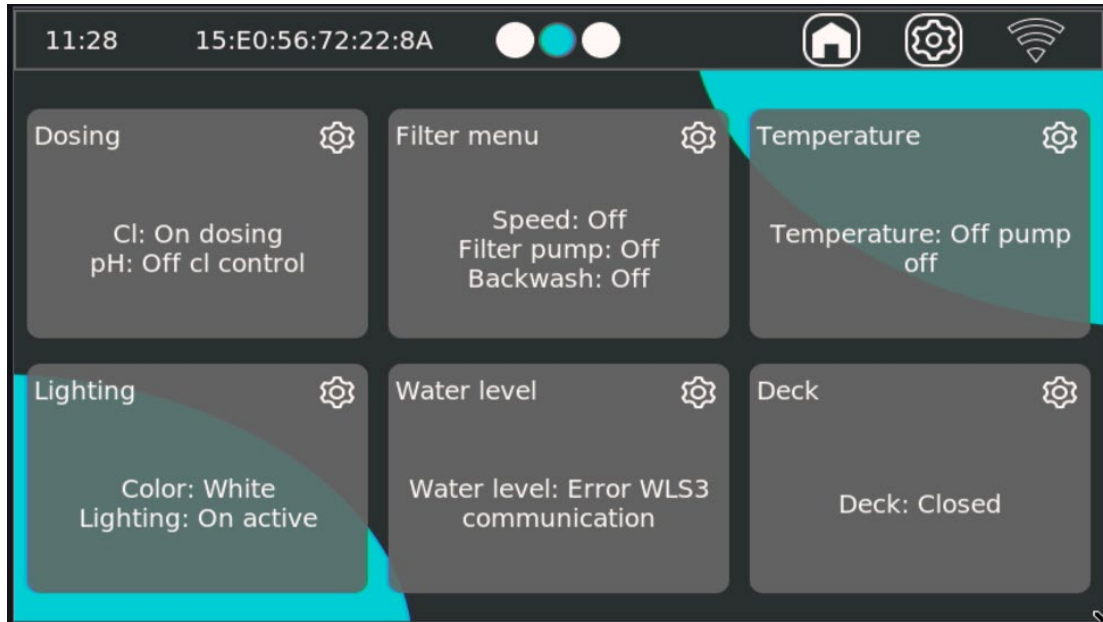 11:28 15:E0:56:72:22:8A
Dosing
Cl: On dosing
pH: Off cl control
Filter menu
Speed: Off
Filter pump: Off
Backwash: Off
Temperature
Temperature: Off pump
off
Lighting
Color: White
Lighting: On active
Water level
Water level: Error WLS3
communication
Deck
Deck: Closed